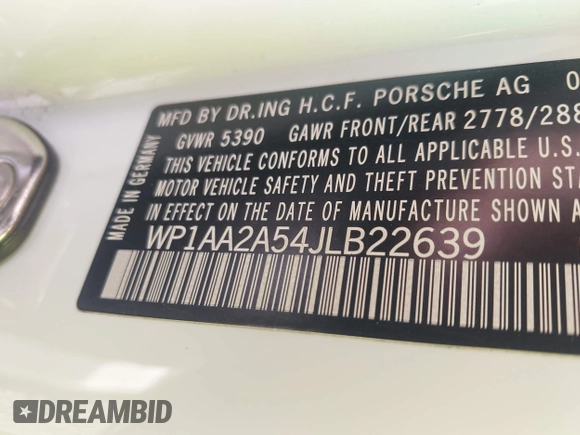 MFD BY DR.ING H.C.F. PORSCHE AG 0
GVWR 5390 GAWR FRONT/REAR 2778/288
THIS VEHICLE CONFORMS TO ALL APPLICABLE U.S.
MOTOR VEHICLE SAFETY AND THEFT PREVENTION STA
IN EFFECT ON THE DATE OF MANUFACTURE SHOWN A
WP1AA2A54JLB22639
MADE IN GERMANY
DREAMBID